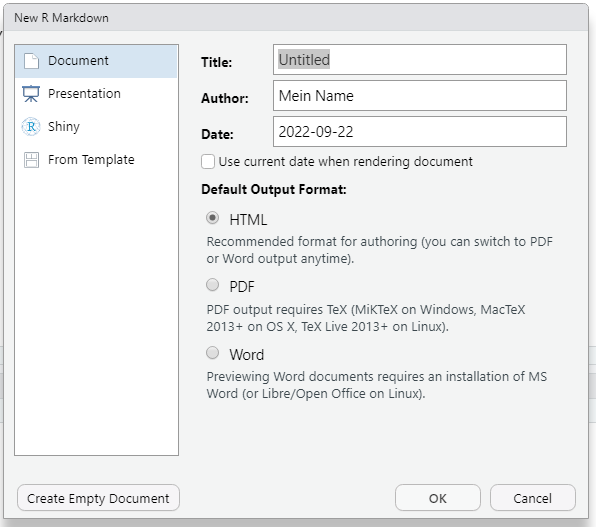 New R Markdown
Document
Presentation
Shiny
From Template
Title: Untitled
Author: Mein Name
Date: 2022-09-22
Use current date when rendering document
Default Output Format:
HTML
Recommended format for authoring (you can switch to PDF
or Word output anytime).
PDF
PDF output requires TeX (MiKTeX on Windows, MacTeX
2013+ on OS X, TeX Live 2013+ on Linux).
Word
Previewing Word documents requires an installation of MS
Word (or Libre/Open Office on Linux).
Create Empty Document
OK
Cancel